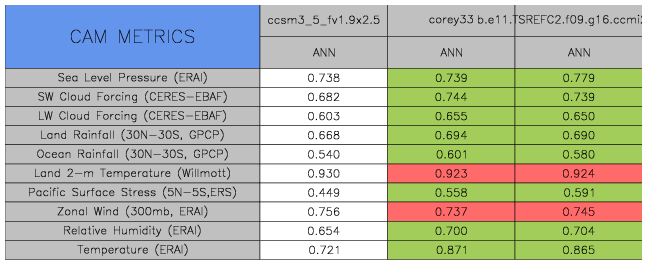 CAM METRICS
ccsm3_5_fv1.9x2.5 corey33 b.e11.TSREFC2.f09.g16.ccmi2
ANN ANN ANN
Sea Level Pressure (ERAI) 0.738 0.739 0.779
SW Cloud Forcing (CERES-EBAF) 0.682 0.744 0.739
LW Cloud Forcing (CERES-EBAF) 0.603 0.655 0.650
Land Rainfall (30N-30S, GPCP) 0.668 0.694 0.690
Ocean Rainfall (30N-30S, GPCP) 0.540 0.601 0.580
Land 2-m Temperature (Willmott) 0.930 0.923 0.924
Pacific Surface Stress (5N-5S,ERS) 0.449 0.558 0.591
Zonal Wind (300mb, ERAI) 0.756 0.737 0.745
Relative Humidity (ERAI) 0.654 0.700 0.704
Temperature (ERAI) 0.721 0.871 0.865